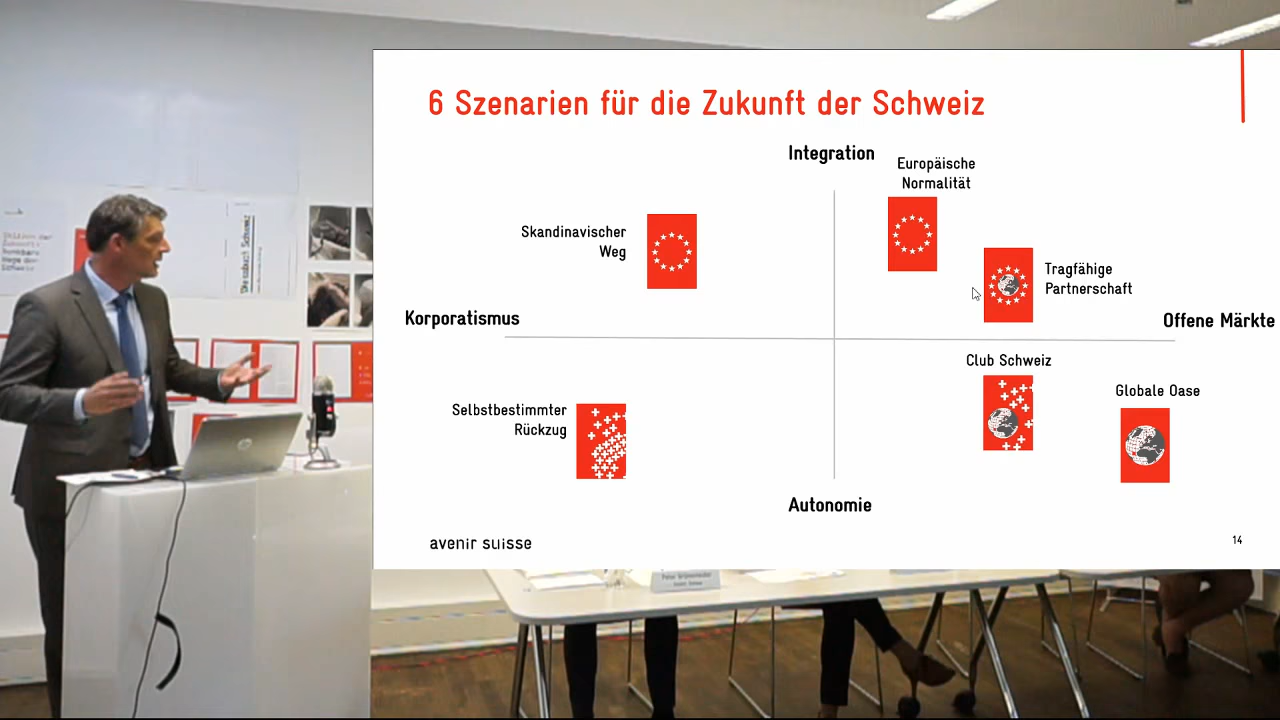 6 Szenarien für die Zukunft der Schweiz
Integration
Europäische
Normalität
Skandinavischer
Weg
Tragfähige
Partnerschaft
Korporatismus
Offene Märkte
Club Schweiz
Globale Oase
Selbstbestimmter
Rückzug
Autonomie
avenir suisse
14